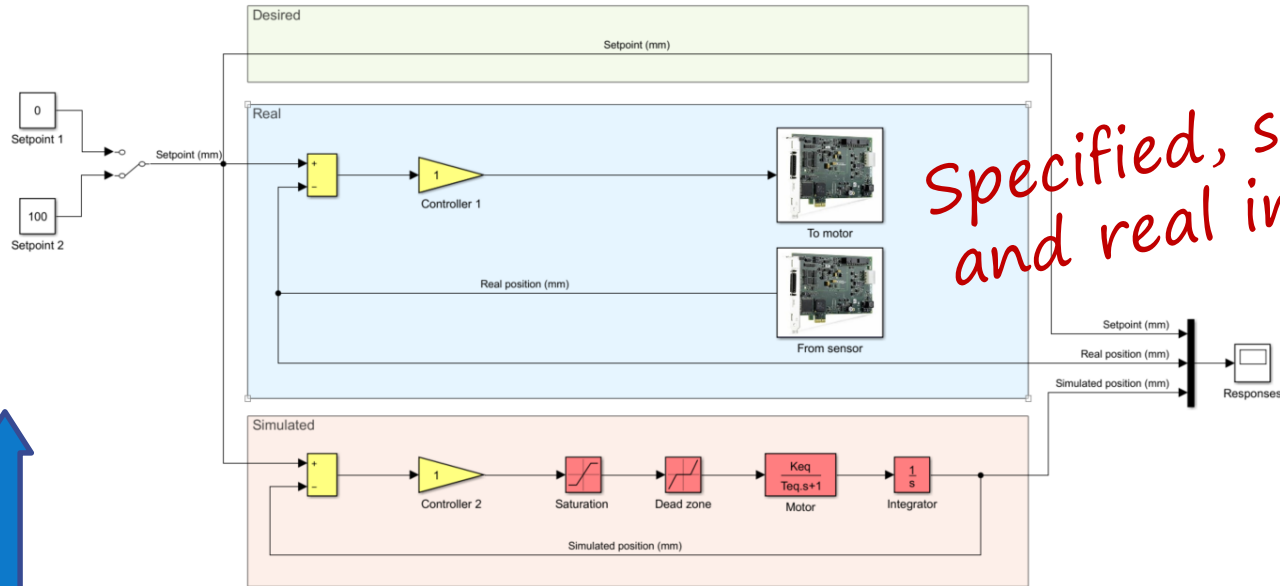 Desired
Setpoint (mm)
0
Setpoint 1
Setpoint (mm)
100
Setpoint 2
Real
+
−
1
Controller 1
To motor
Real position (mm)
From sensor
Specified, s
and real i
Setpoint (mm)
Real position (mm)
Simulated position (mm)
Responses
Simulated
+
−
1
Controller 2
Saturation
Dead zone
Keq
Teq.s+1
Motor
1
s
Integrator
Simulated position (mm)